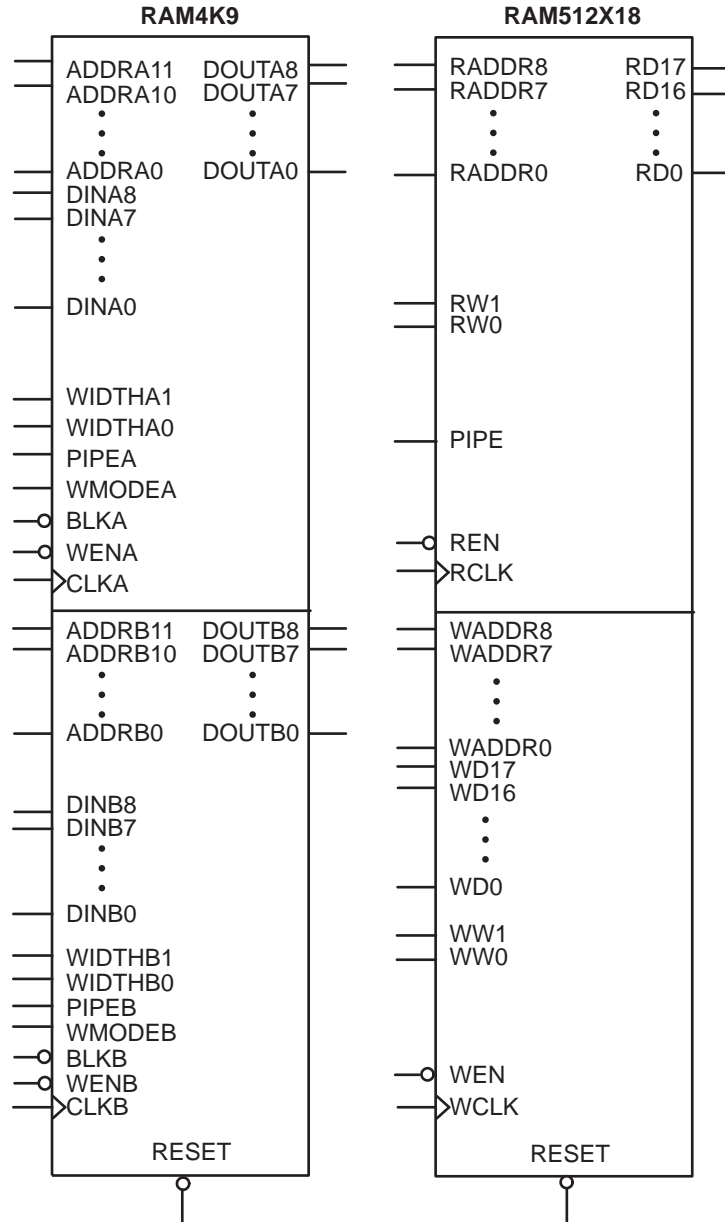 RAM4K9
ADDRA11 DOUTA8
ADDRA10 DOUTA7
ADDRA0 DOUTA0
DINA8
DINA7
DINA0
WIDTHA1
WIDTHA0
PIPEA
WMODEA
BLKA
WENA
CLKA
ADDRB11 DOUTB8
ADDRB10 DOUTB7
ADDRB0 DOUTB0
DINB8
DINB7
DINB0
WIDTHB1
WIDTHB0
PIPEB
WMODEB
BLKB
WENB
CLKB
RESET
RAM512X18
RADDR8 RD17
RADDR7 RD16
RADDR0 RD0
RW1
RW0
PIPE
REN
RCLK
WADDR8
WADDR7
WADDR0
WD17
WD16
WD0
WW1
WW0
WEN
WCLK
RESET